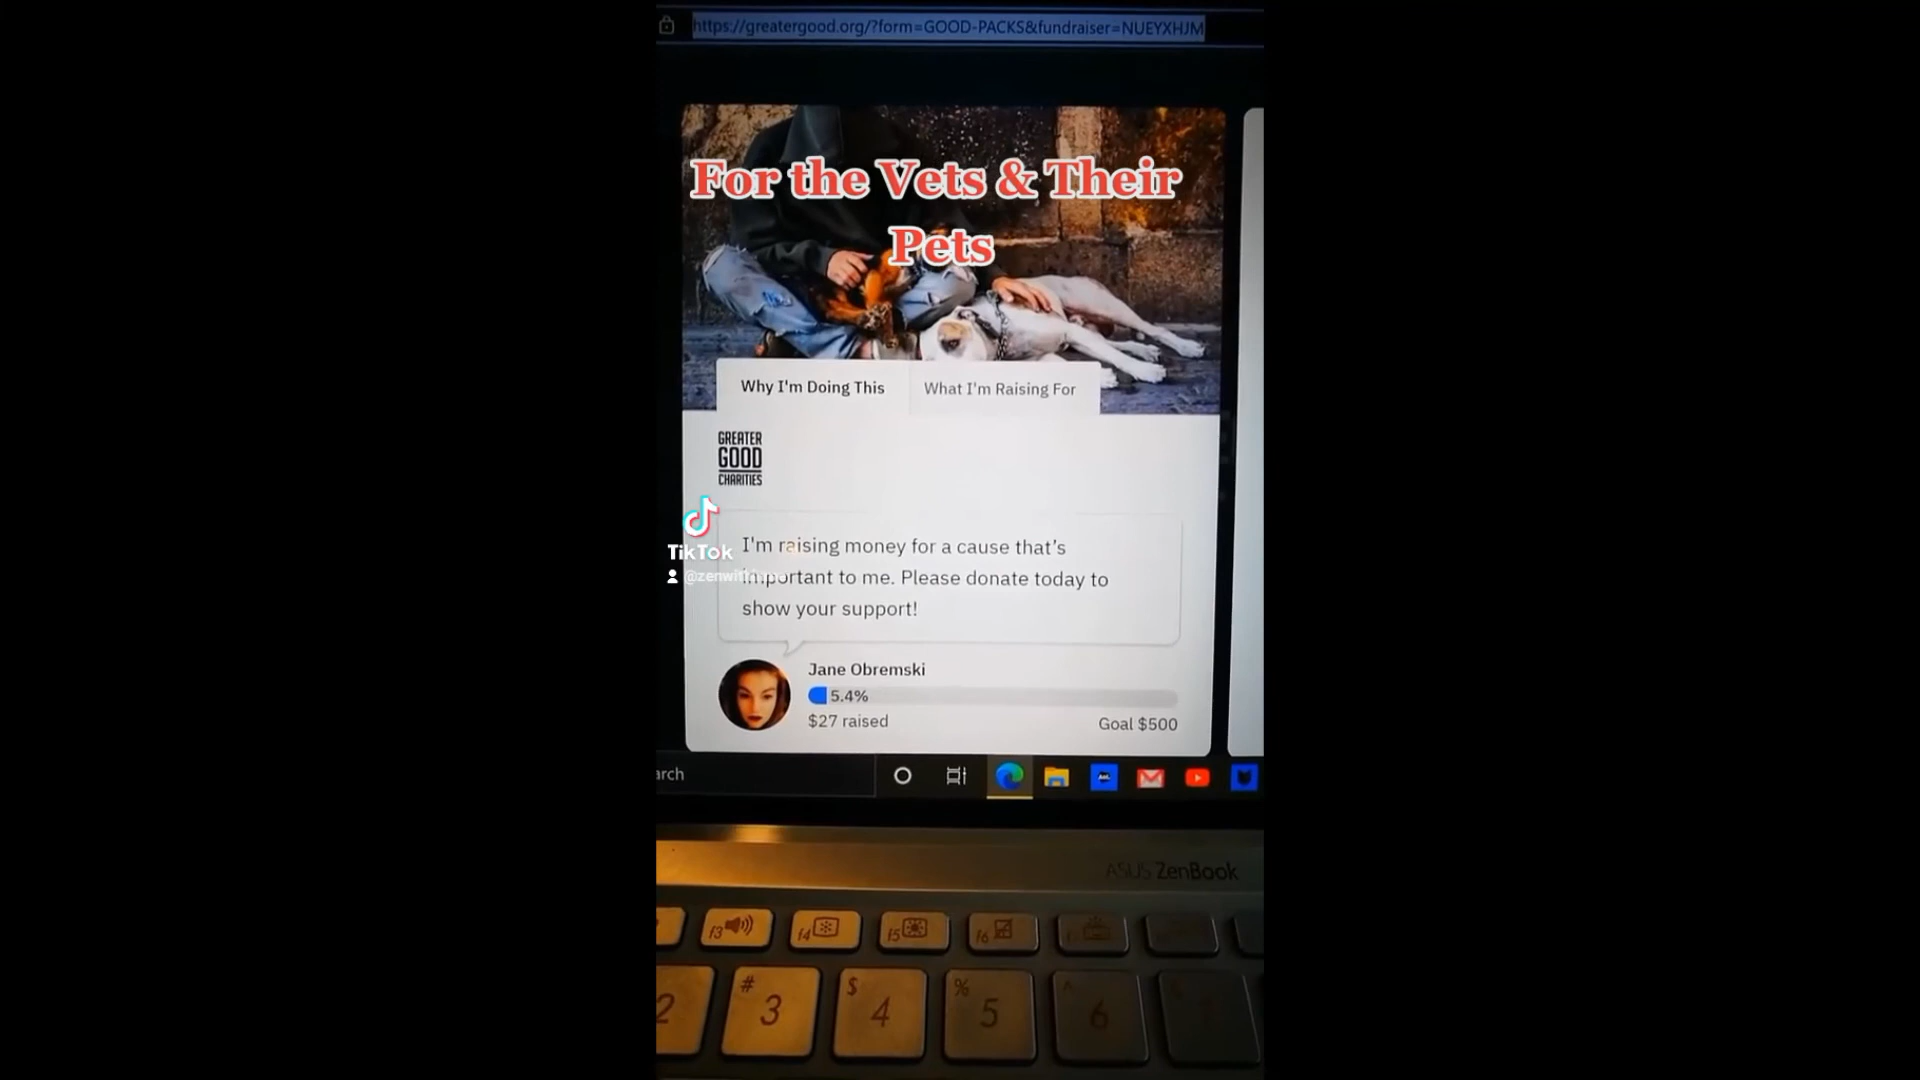 https://greatergood.org/?form=GOOD-PACKS&fundraiser=NUEYXHJM
For the Vets & Their
Pets
Why I'm Doing This
What I'm Raising For
GREATER
GOOD
CHARITIES
TikTok
I'm raising money for a cause that's
important to me. Please donate today to
show your support!
Jane Obremski
5.4%
$27 raised
Goal $500
arch
ASUS ZenBook
f3
f4
f5
f6
2
# 3
$ 4
% 5
^ 6